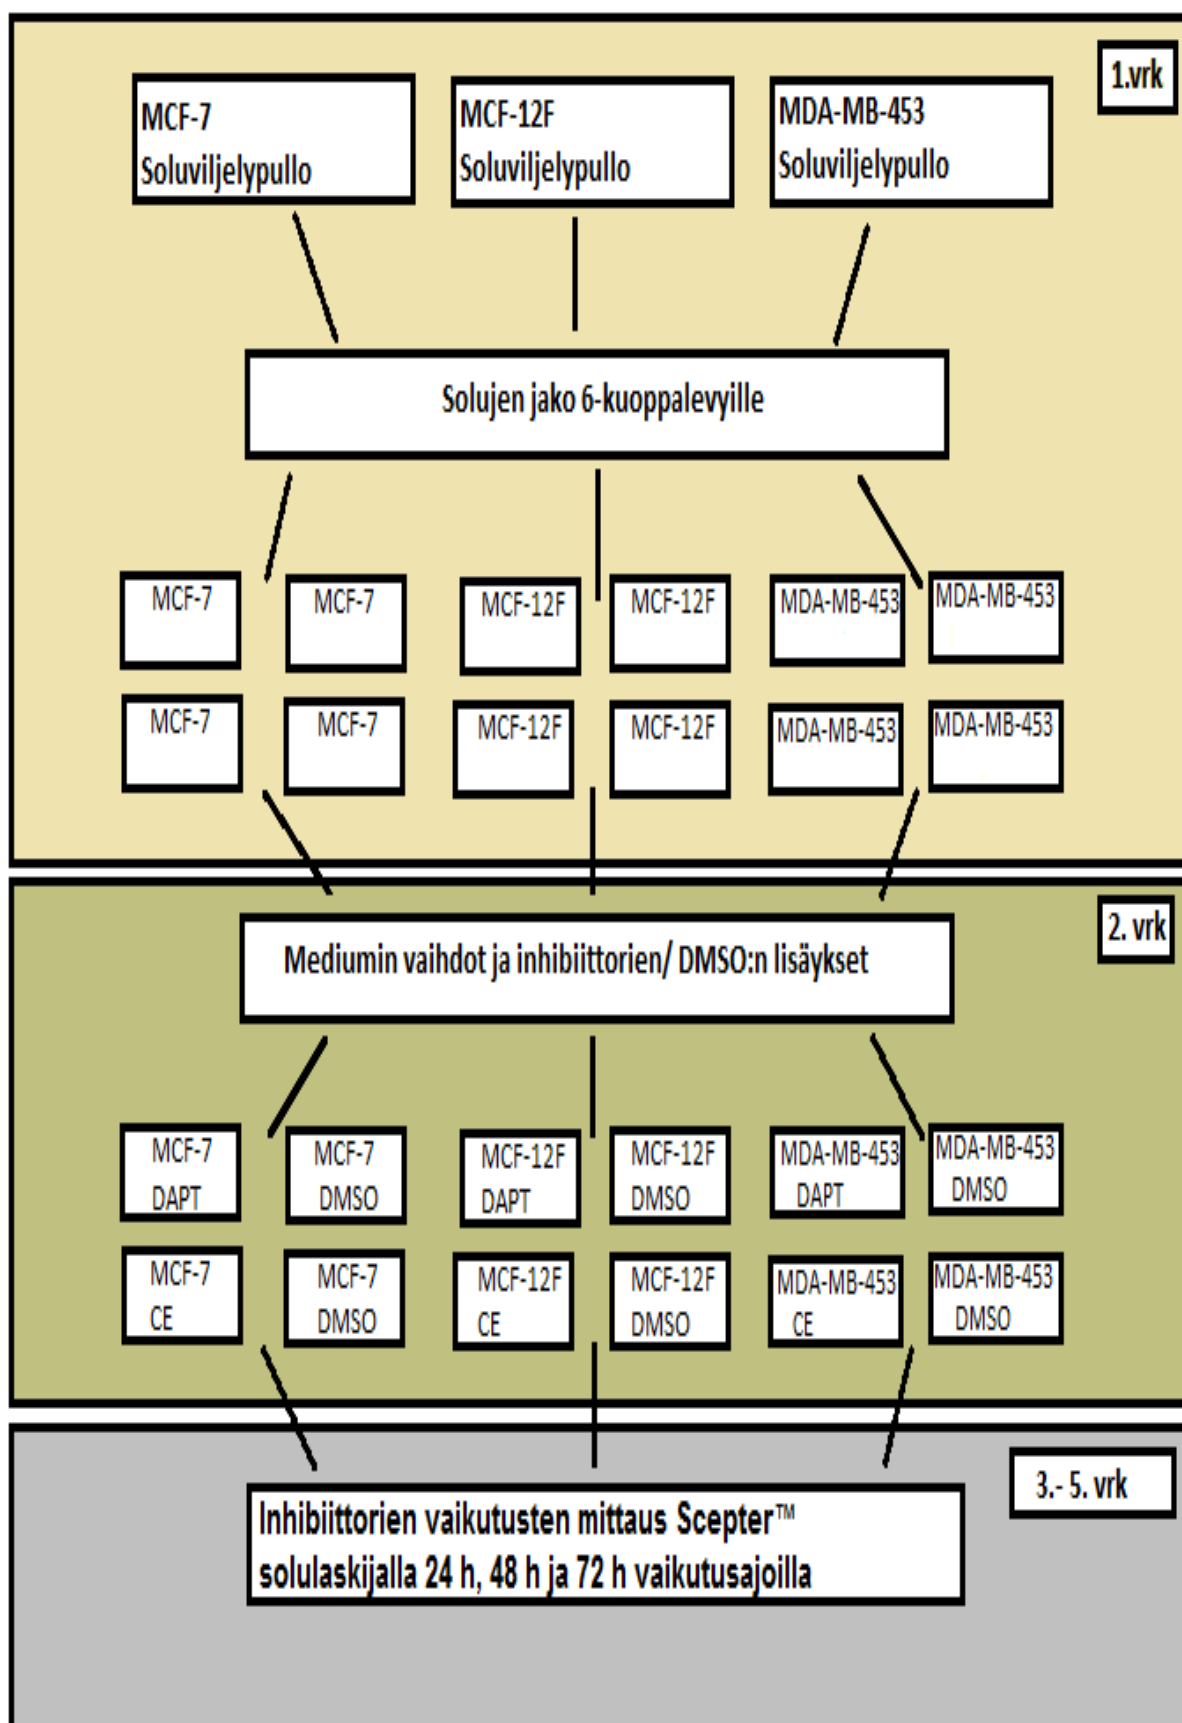 1.vrk
MCF-7
Soluviljelypullo
MCF-12F
Soluviljelypullo
MDA-MB-453
Soluviljelypullo
Solujen jako 6-kuoppalevyille
MCF-7
MCF-7
MCF-12F
MCF-12F
MDA-MB-453
MDA-MB-453
MCF-7
MCF-7
MCF-12F
MCF-12F
MDA-MB-453
MDA-MB-453
2. vrk
Mediumin vaihdot ja inhibiittorien/ DMSO:n lisäykset
MCF-7
DAPT
MCF-7
DMSO
MCF-12F
DAPT
MCF-12F
DMSO
MDA-MB-453
DAPT
MDA-MB-453
DMSO
MCF-7
CE
MCF-7
DMSO
MCF-12F
CE
MCF-12F
DMSO
MDA-MB-453
CE
MDA-MB-453
DMSO
3.- 5. vrk
Inhibiittorien vaikutusten mittaus Scepter™
solulaskijalla 24 h, 48 h ja 72 h vaikutusajoilla